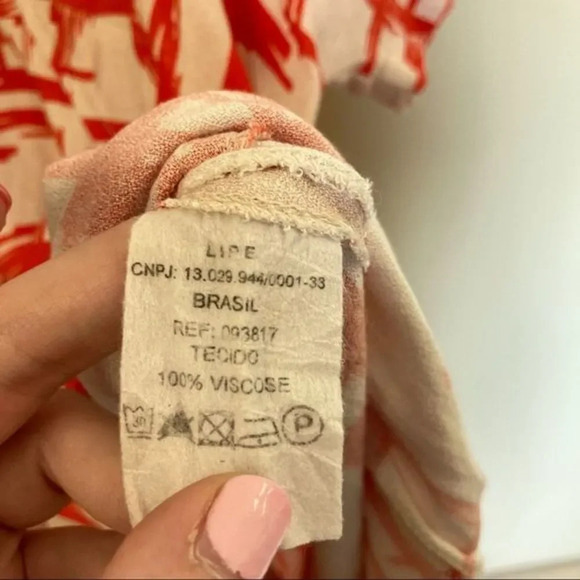 LIPE
CNPJ: 13.029.944/0001-33
BRASIL
REF: 093817
TECIDO
100% VISCOSE
P